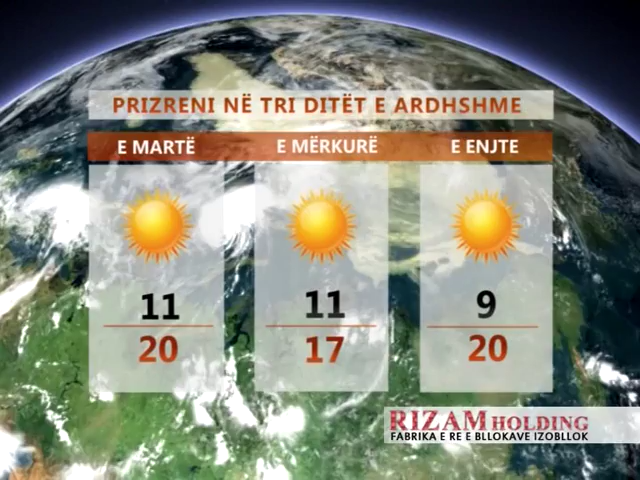 PRIZRENI NË TRI DITËT E ARDHSHME
E MARTË E MËRKURË E ENJTE
11 11 9
20 17 20
RIZAM HOLDING
FABRIKA E RE E BLLOKAVE IZOBLLOK